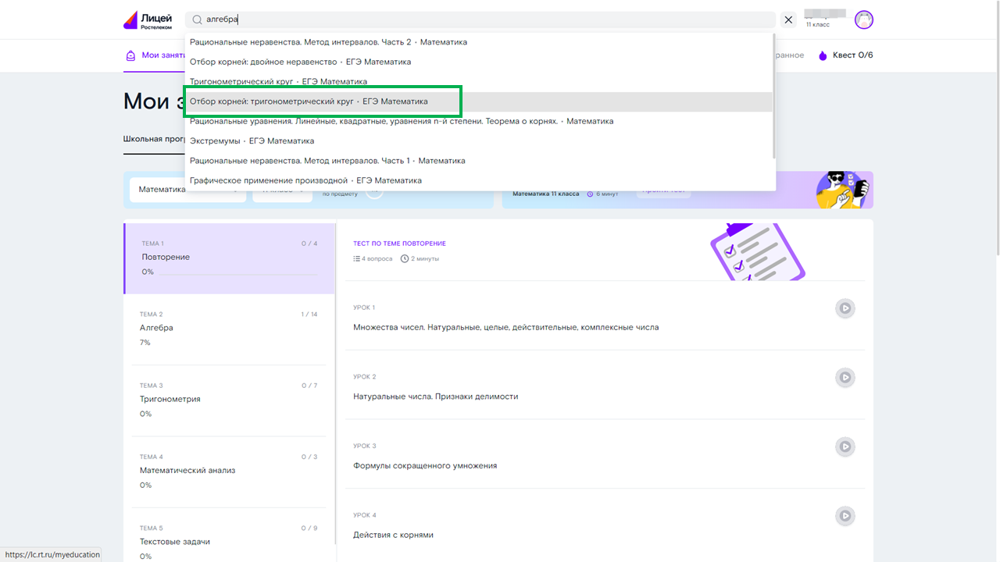 Лицей
Ростелеком
алгебра
11 класс
Рациональные неравенства. Метод интервалов. Часть 2 • Математика
Отбор корней: двойное неравенство • ЕГЭ Математика
Тригонометрический круг • ЕГЭ Математика
Отбор корней: тригонометрический круг • ЕГЭ Математика
Рациональные уравнения. Линейные, квадратные, уравнения n-й степени. Теорема о корнях. • Математика
Экстремумы • ЕГЭ Математика
Рациональные неравенства. Метод интервалов. Часть 1 • Математика
Графическое применение производной • ЕГЭ Математика
Мои заняти
ранное
Квест 0/6
Мои з
Школьная прог
Математика
по предмету
Математика 11 класса
6 минут
ТЕМА 1
0 / 4
Повторение
0%
ТЕМА 2
1 / 14
Алгебра
7%
ТЕМА 3
0 / 7
Тригонометрия
0%
ТЕМА 4
0 / 3
Математический анализ
0%
ТЕМА 5
0 / 9
Текстовые задачи
0%
ТЕСТ ПО ТЕМЕ ПОВТОРЕНИЕ
4 вопроса
2 минуты
УРОК 1
Множества чисел. Натуральные, целые, действительные, комплексные числа
УРОК 2
Натуральные числа. Признаки делимости
УРОК 3
Формулы сокращенного умножения
УРОК 4
Действия с корнями
https://lc.rt.ru/myeducation